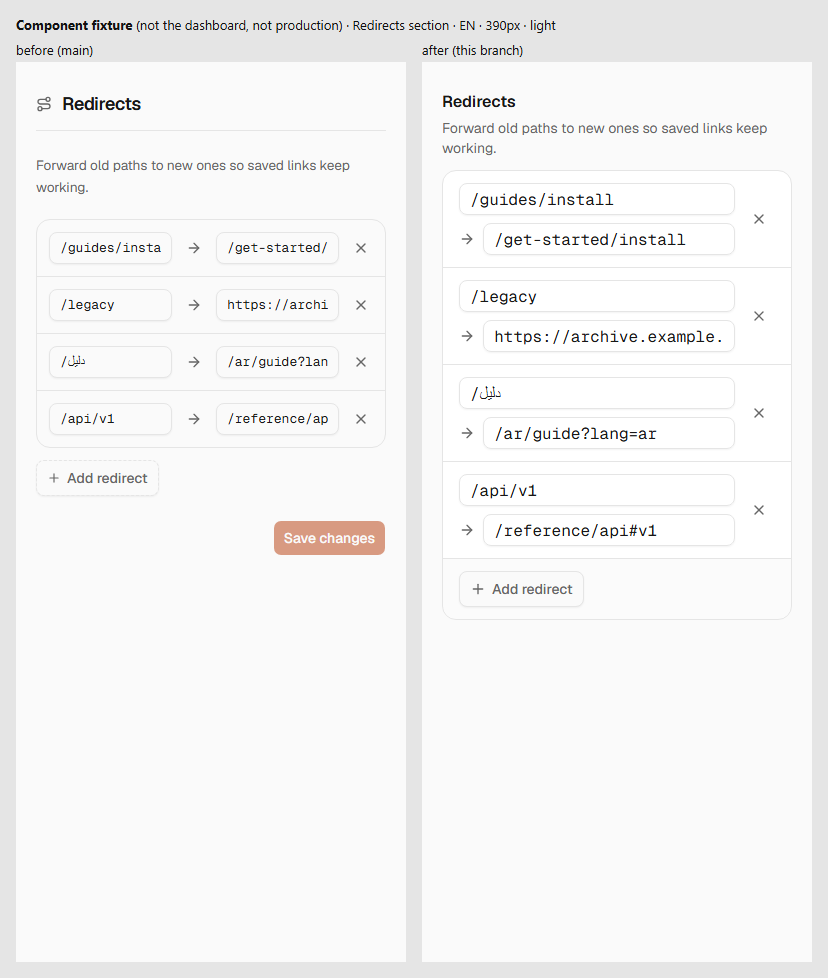 Component fixture (not the dashboard, not production) · Redirects section · EN · 390px · light
before (main)
Redirects
Forward old paths to new ones so saved links keep
working.
/guides/insta → /get-started/ ×
/legacy → https://archi ×
/دليل → /ar/guide?lan ×
/api/v1 → /reference/ap ×
+ Add redirect
Save changes
after (this branch)
Redirects
Forward old paths to new ones so saved links keep
working.
/guides/install ×
→ /get-started/install
/legacy ×
→ https://archive.example.
/دليل ×
→ /ar/guide?lang=ar
/api/v1 ×
→ /reference/api#v1
+ Add redirect